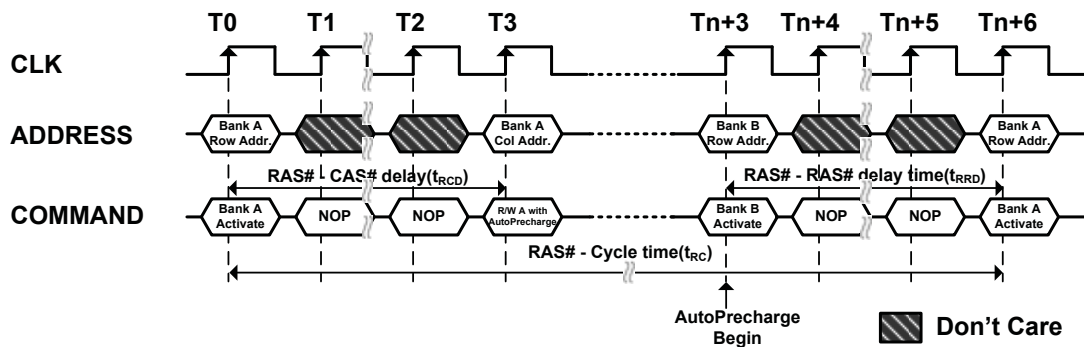 T0 T1 T2 T3 Tn+3 Tn+4 Tn+5 Tn+6
CLK
ADDRESS
Bank A
Row Addr.
Bank A
Col Addr.
Bank B
Row Addr.
Bank A
Row Addr.
RAS# - CAS# delay(tRCD)
RAS# - RAS# delay time(tRRD)
COMMAND
Bank A
Activate
NOP
NOP
R/W A with
AutoPrecharge
Bank B
Activate
NOP
NOP
Bank A
Activate
RAS# - Cycle time(tRC)
AutoPrecharge
Begin
Don't Care